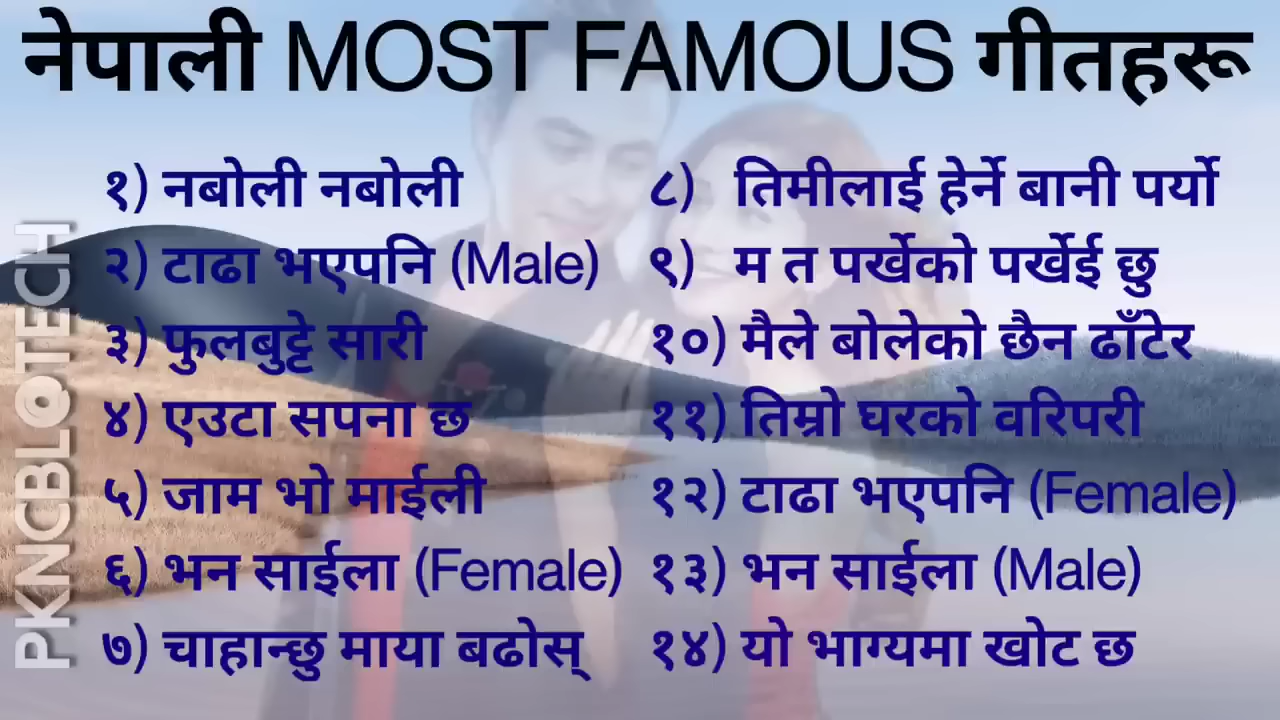 नेपाली MOST FAMOUS गीतहरू
१) नबोली नबोली
२) टाढा भएपनि (Male)
३) फुलबुट्टे सारी
४) एउटा सपना छ
५) जाम भो माईली
६) भन साईला (Female)
७) चाहान्छु माया बढोस्
८) तिमीलाई हेर्ने बानी पर्यो
९) म त पर्खेको पर्खेई छु
१०) मैले बोलेको छैन ढाँटेर
११) तिम्रो घरको वरिपरी
१२) टाढा भएपनि (Female)
१३) भन साईला (Male)
१४) यो भाग्यमा खोट छ
PKNCBL@TECH